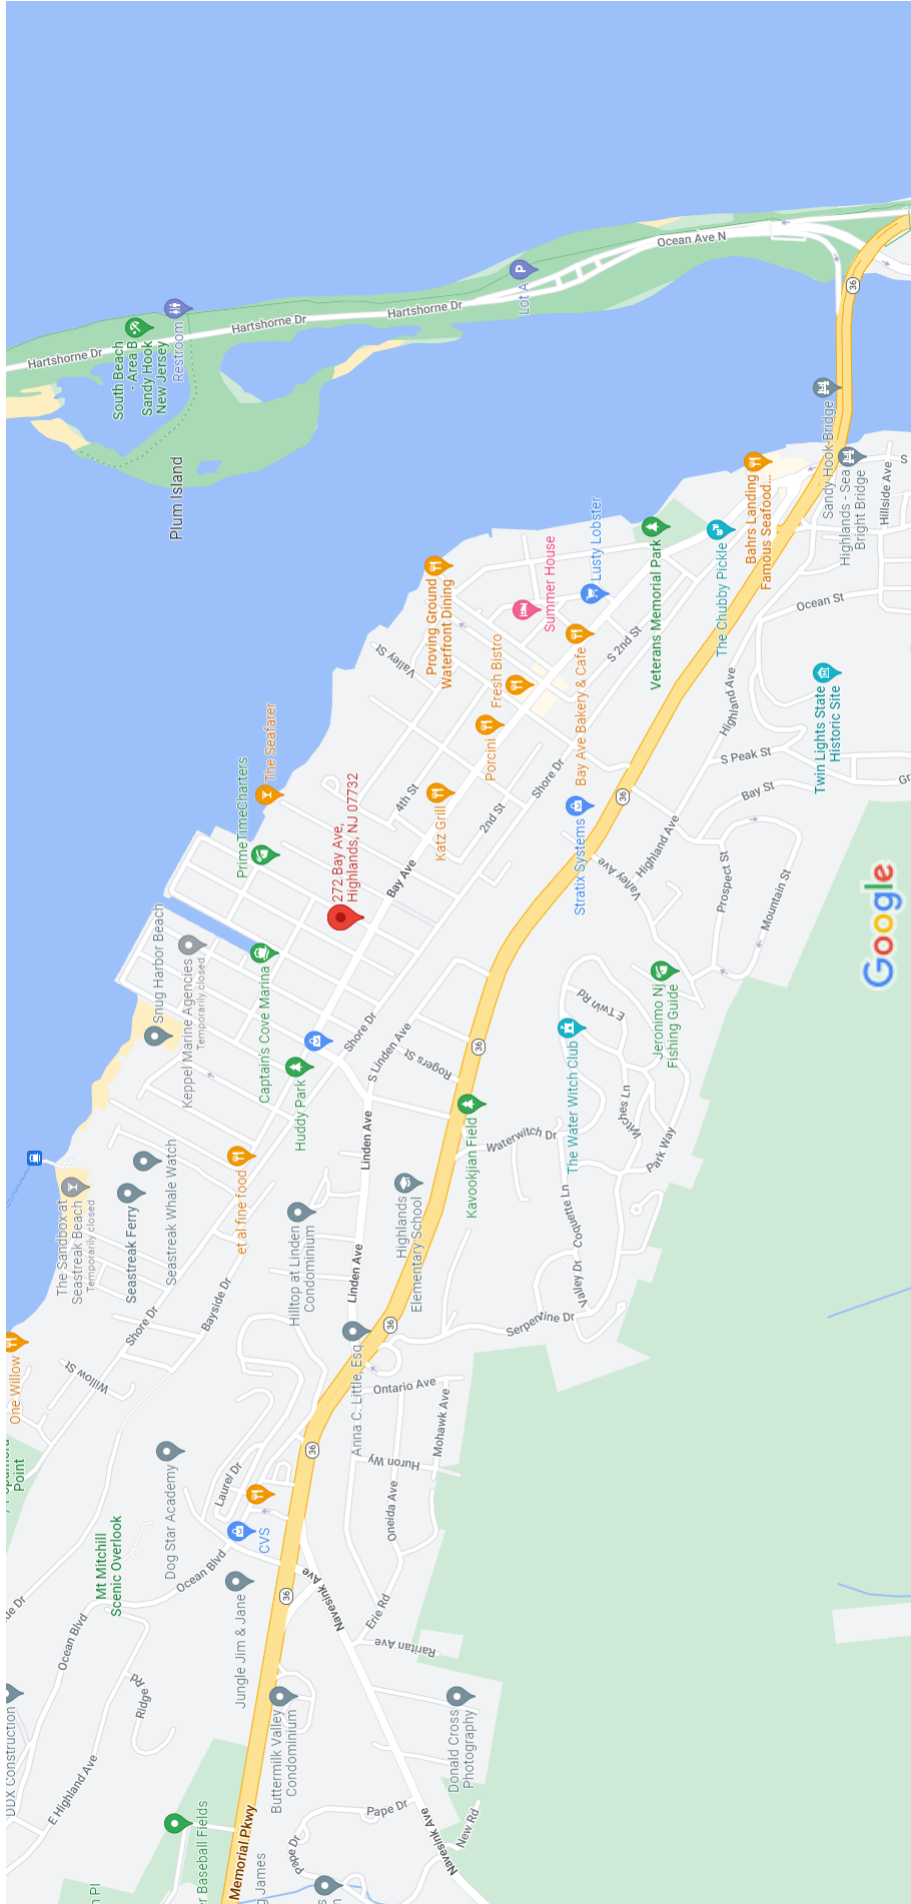 Hartshorne Dr
South Beach
- Area B
Sandy Hook
New Jersey
Restroom
Hartshorne Dr
Hartshorne Dr
Lot A
Ocean Ave N
36
Plum Island
Sandy Hook Bridge
Highlands - Sea
Bright Bridge
Hillside Ave
S
Bahrs Landing
Famous Seafood...
The Chubby Pickle
Veterans Memorial Park
Lusty Lobster
Summer House
Proving Ground
Waterfront Dining
Valley St
Fresh Bistro
Bay Ave Bakery & Cafe
S 2nd St
Ocean St
Highland Ave
Twin Lights State
Historic Site
S Peak St
Bay St
Gr
Porcini
Katz Grill
4th St
2nd St
Shore Dr
Stratix Systems
36
Valley Ave
Highland Ave
Prospect St
Mountain St
The Seafarer
PrimeTimeCharters
272 Bay Ave,
Highlands, NJ 07732
Bay Ave
Snug Harbor Beach
Keppel Marine Agencies
Temporarily closed
Captain's Cove Marina
Huddy Park
Shore Dr
S Linden Ave
Rogers St
36
E Twin Rd
Jeronimo Nj
Fishing Guide
The Water Witch Club
Witches Ln
Park Way
Waterwitch Dr
Kavookjian Field
Linden Ave
Highlands
Elementary School
The Sandbox at
Seastreak Beach
Temporarily closed
Seastreak Ferry
Seastreak Whale Watch
et al fine food
Hilltop at Linden
Condominium
Linden Ave
Coquette Ln
Valley Dr
Serpentine Dr
Shore Dr
Bayside Dr
36
Anna C. Little, Esq
One Willow
Willow St
Ontario Ave
Mohawk Ave
Huron Wy
Oneida Ave
36
Point
Laurel Dr
Dog Star Academy
CVS
Mt Mitchill
Scenic Overlook
Ocean Blvd
Jungle Jim & Jane
36
Navesink Ave
Erie Rd
Raritan Ave
de Dr
Ocean Blvd
Ridge Rd
DDX Construction
E Highland Ave
Buttermilk Valley
Condominium
Donald Cross
Photography
Pape Dr
Pape Dr
New Rd
Navesink Ave
Memorial Pkwy
r Baseball Fields
g James
n Pl
Google